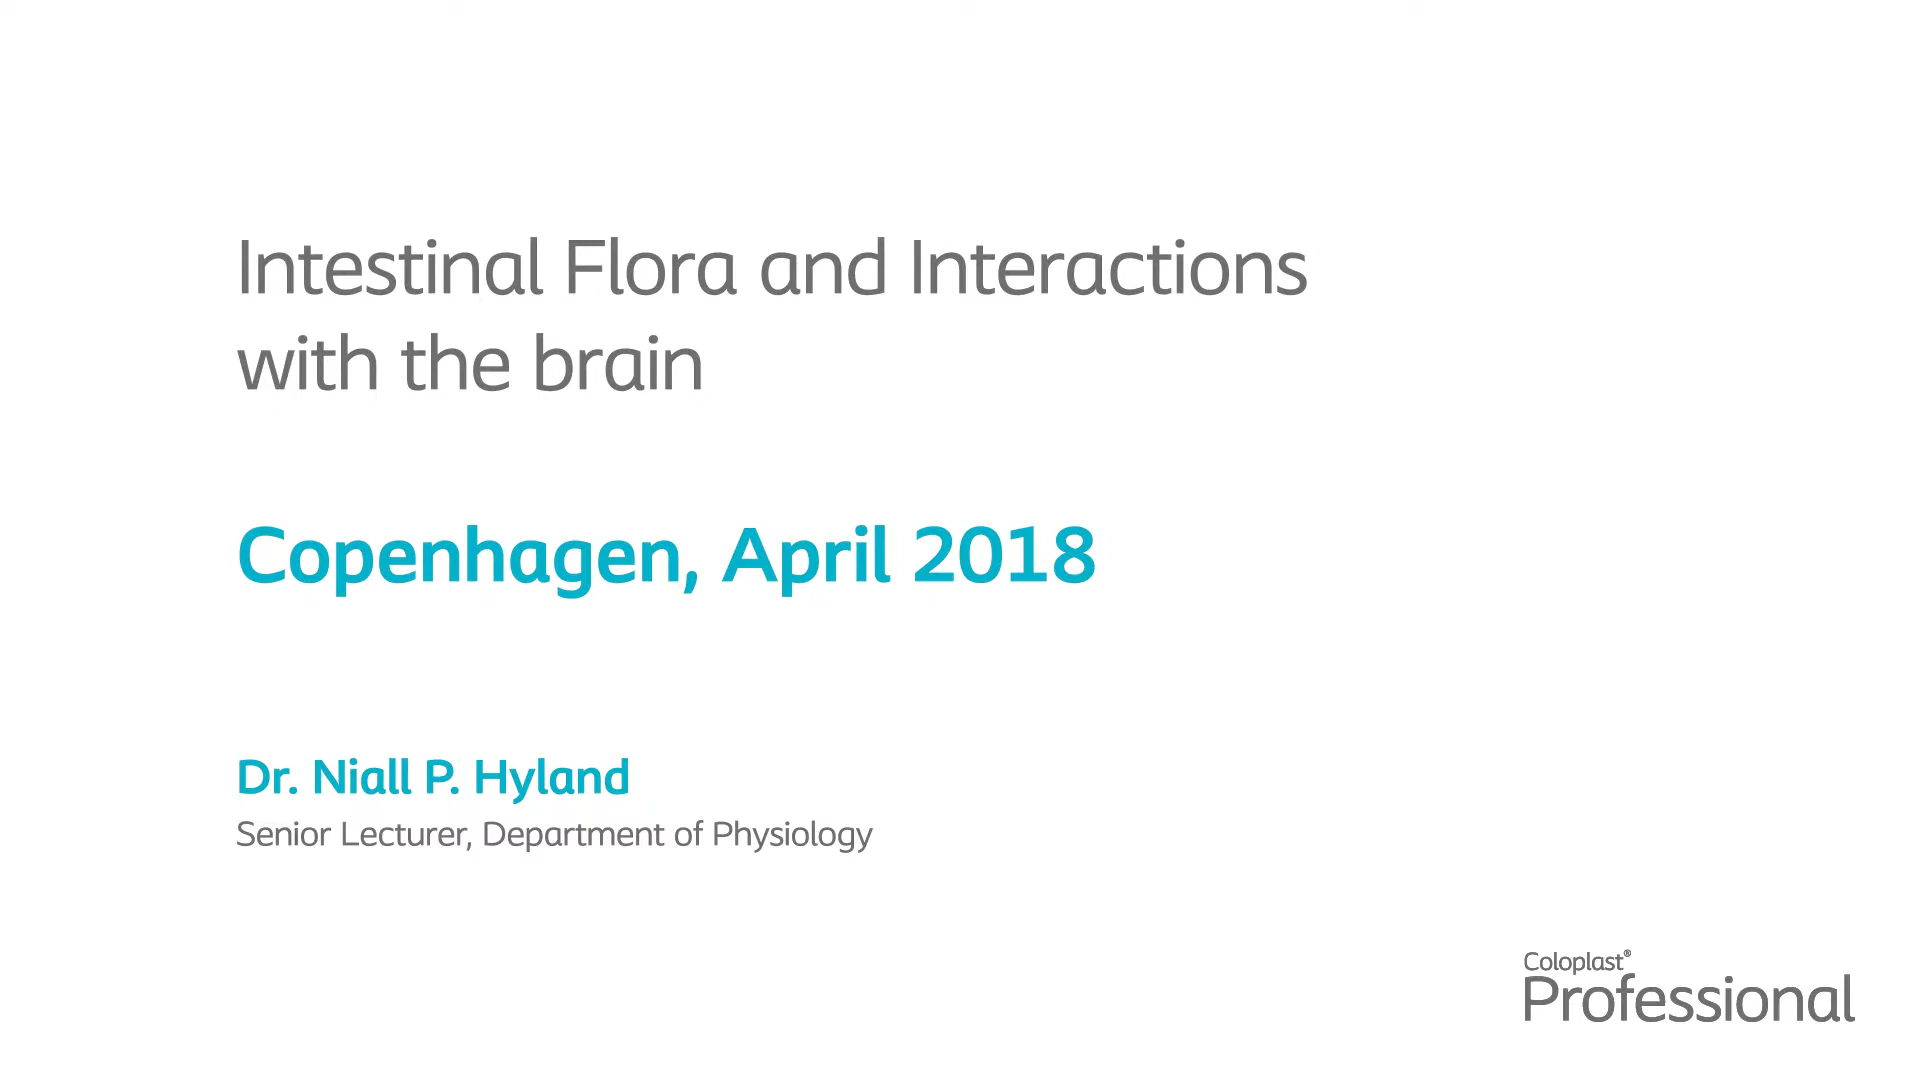 Intestinal Flora and Interactions
with the brain
Copenhagen, April 2018
Dr. Niall P. Hyland
Senior Lecturer, Department of Physiology
Coloplast®
Professional